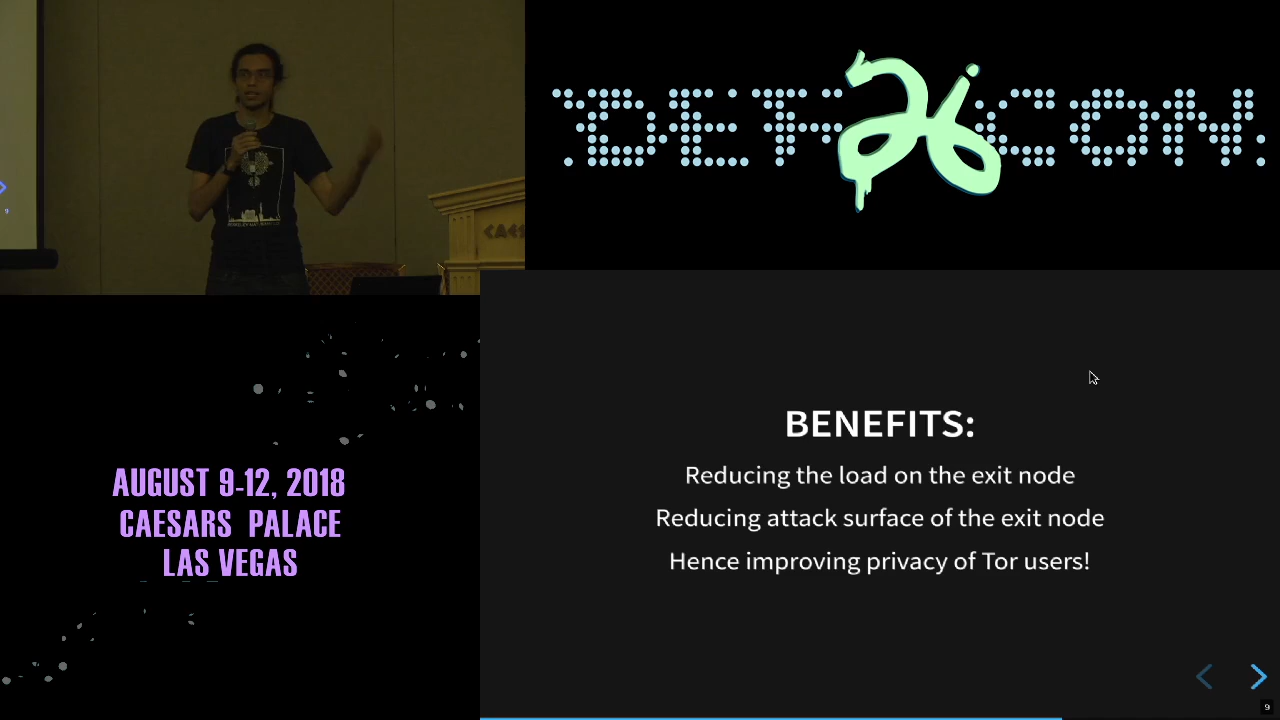 DEF CON
26
AUGUST 9-12, 2018
CAESARS PALACE
LAS VEGAS
BENEFITS:
Reducing the load on the exit node
Reducing attack surface of the exit node
Hence improving privacy of Tor users!
9